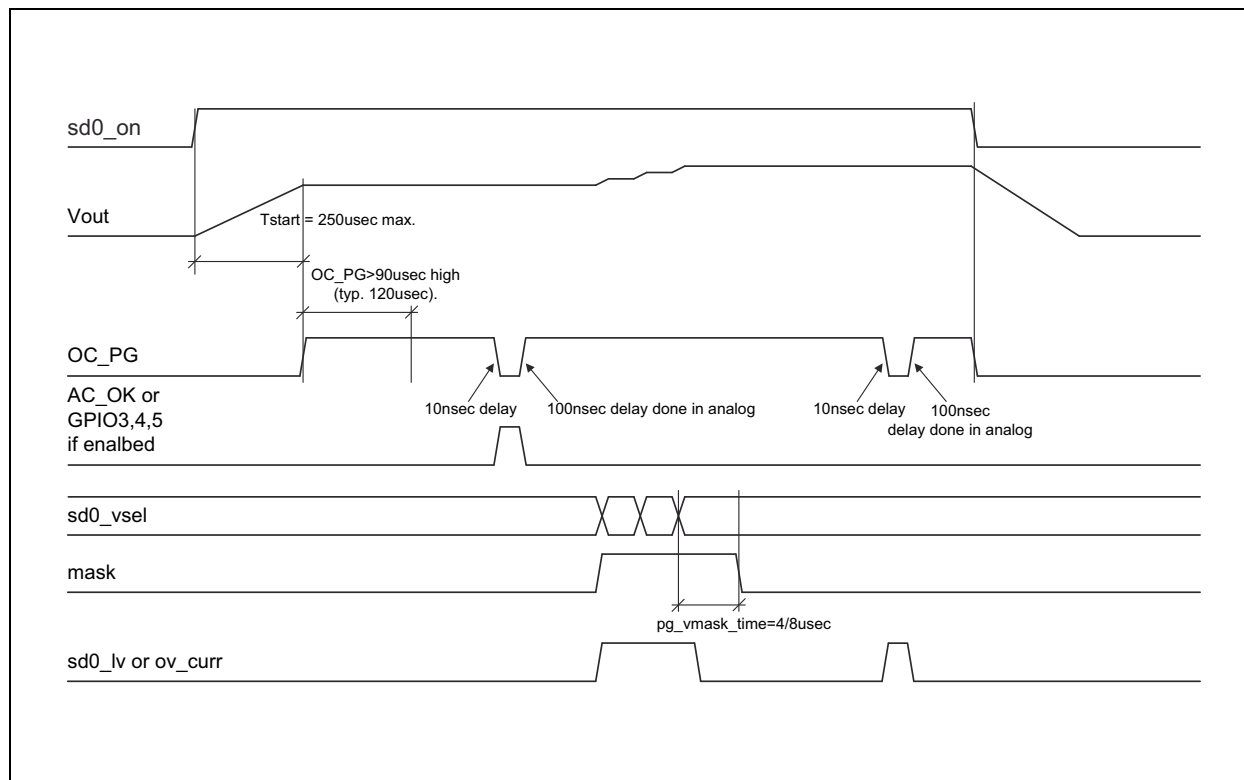 sd0_on
Vout
Tstart = 250usec max.
OC_PG>90usec high
(typ. 120usec).
OC_PG
10nsec delay
100nsec delay done in analog
10nsec delay
100nsec
delay done in analog
AC_OK or
GPIO3,4,5
if enalbed
sd0_vsel
mask
pg_vmask_time=4/8usec
sd0_lv or ov_curr